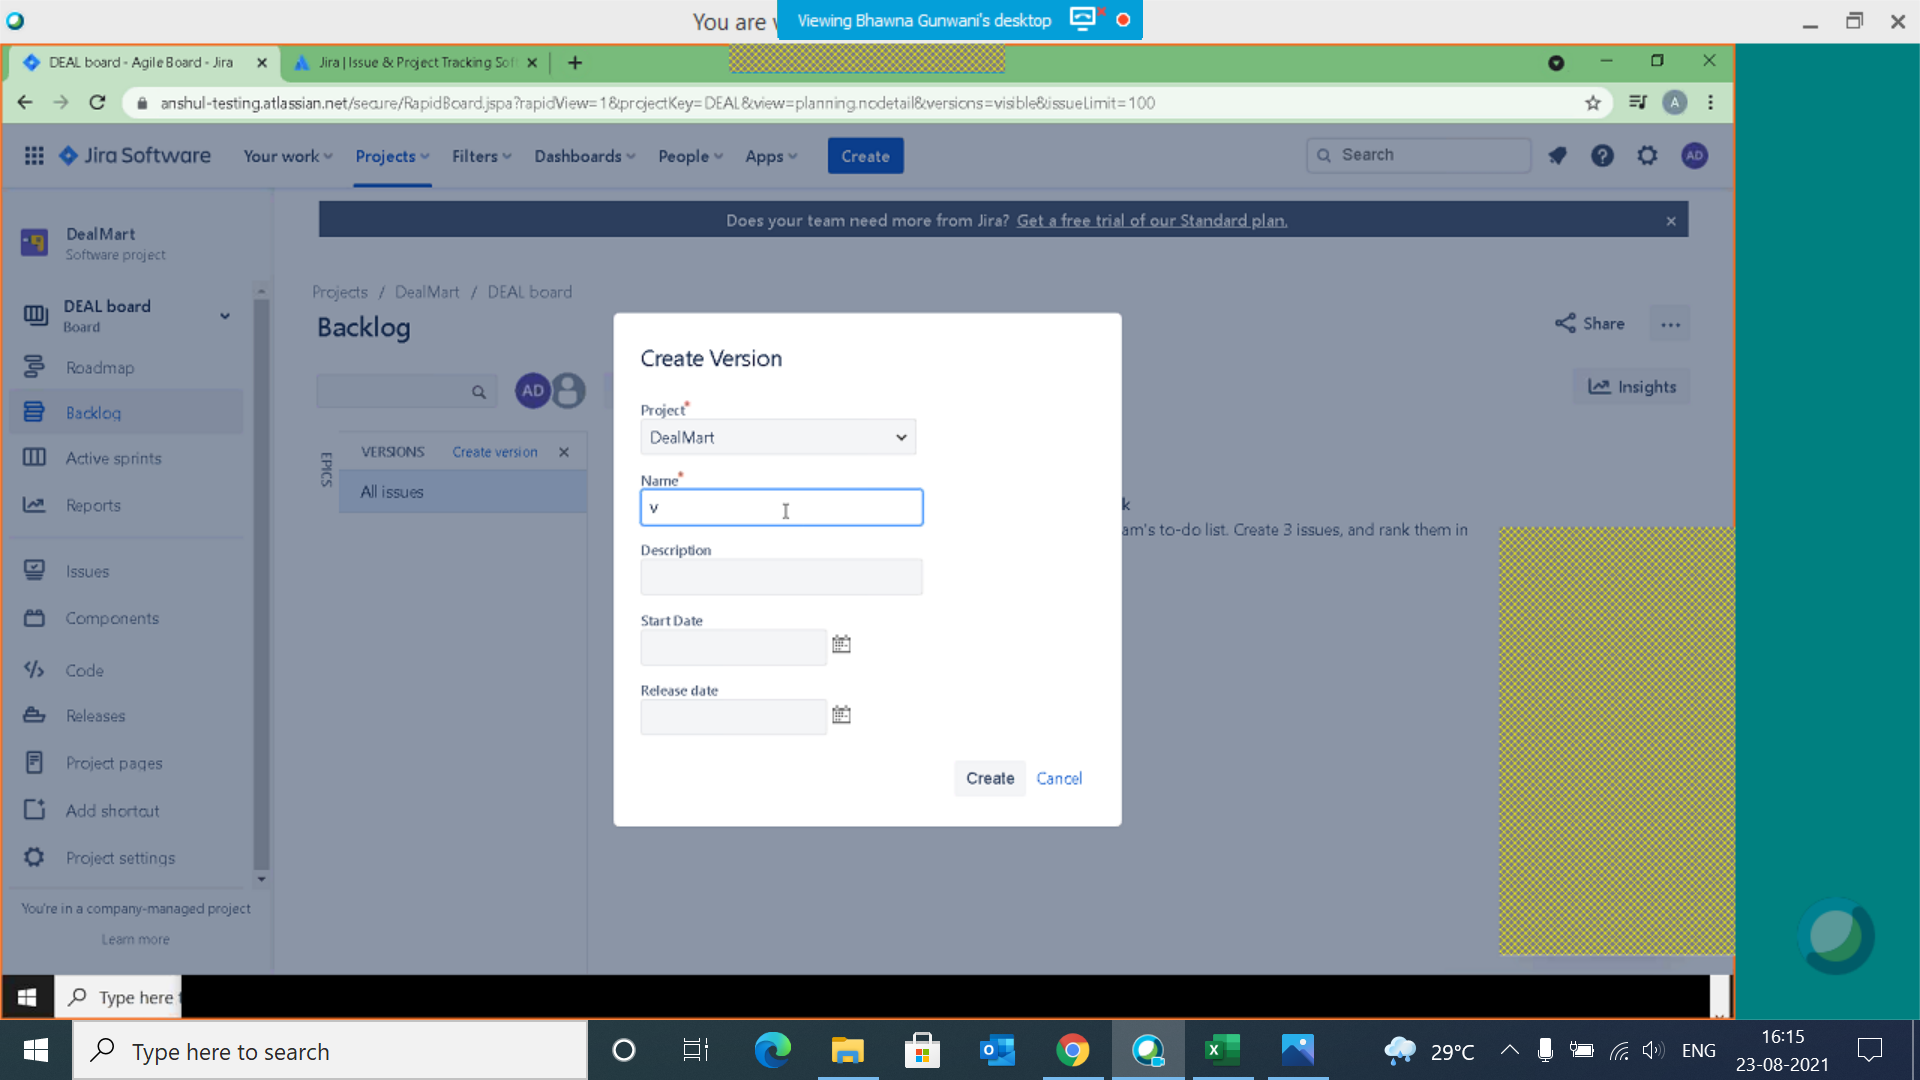 You are v
Viewing Bhawna Gunwani's desktop
DEAL board - Agile Board - Jira
Jira | Issue & Project Tracking Sof
anshul-testing.atlassian.net/secure/RapidBoard.jspa?rapidView=1&projectKey=DEAL&view=planning.nodetail&versions=visible&issueLimit=100
A
Jira Software
Your work
Projects
Filters
Dashboards
People
Apps
Create
Search
AD
Does your team need more from Jira? Get a free trial of our Standard plan.
DealMart
Software project
DEAL board
Board
Roadmap
Backlog
Active sprints
Reports
Issues
Components
Code
Releases
Project pages
Add shortcut
Project settings
You're in a company-managed project
Learn more
Projects / DealMart / DEAL board
Backlog
Share
AD
Insights
EPICS
VERSIONS
Create version
All issues
k
am's to-do list. Create 3 issues, and rank them in
Create Version
Project*
DealMart
Name*
v
Description
Start Date
Release date
Create
Cancel
Type here t
Type here to search
29°C
ENG
16:15
23-08-2021